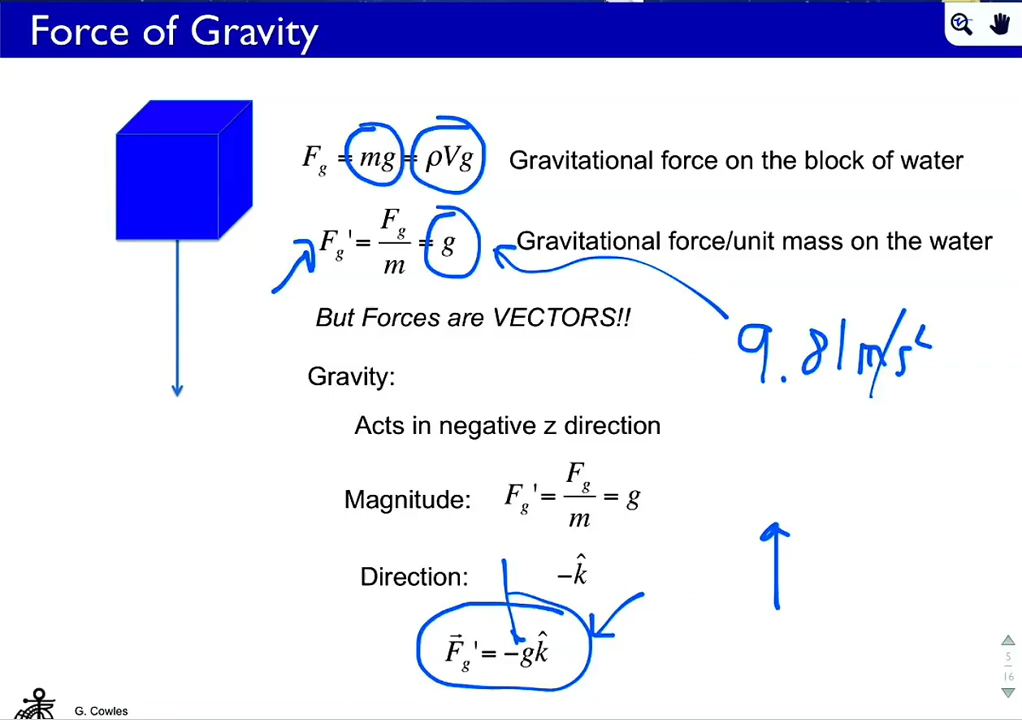 Force of Gravity
F_g = mg = ρVg Gravitational force on the block of water
F_g' = F_g/m = g Gravitational force/unit mass on the water
But Forces are VECTORS!!
9.81 m/s²
Gravity:
Acts in negative z direction
Magnitude: F_g' = F_g/m = g
Direction: −k̂
F⃗_g' = −gk̂
5
16
G. Cowles